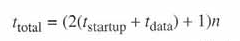 t_total = (2(t_startup + t_data) + 1)n